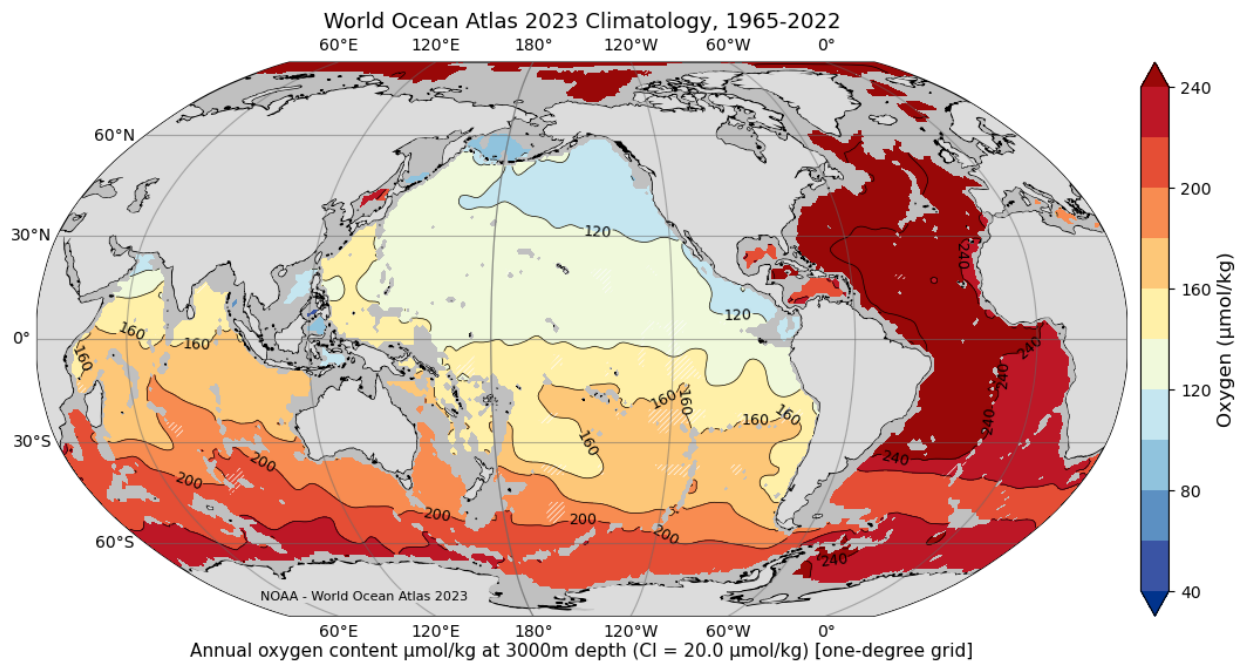 World Ocean Atlas 2023 Climatology, 1965-2022
60°E 120°E 180° 120°W 60°W 0°
60°N
30°N
0°
30°S
60°S
120
120
160
160
160
160
160
160
160
160
200
200
200
200
200
240
240
240
240
240
240
NOAA - World Ocean Atlas 2023
60°E 120°E 180° 120°W 60°W 0°
Annual oxygen content µmol/kg at 3000m depth (CI = 20.0 µmol/kg) [one-degree grid]
240
200
160
120
80
40
Oxygen (µmol/kg)